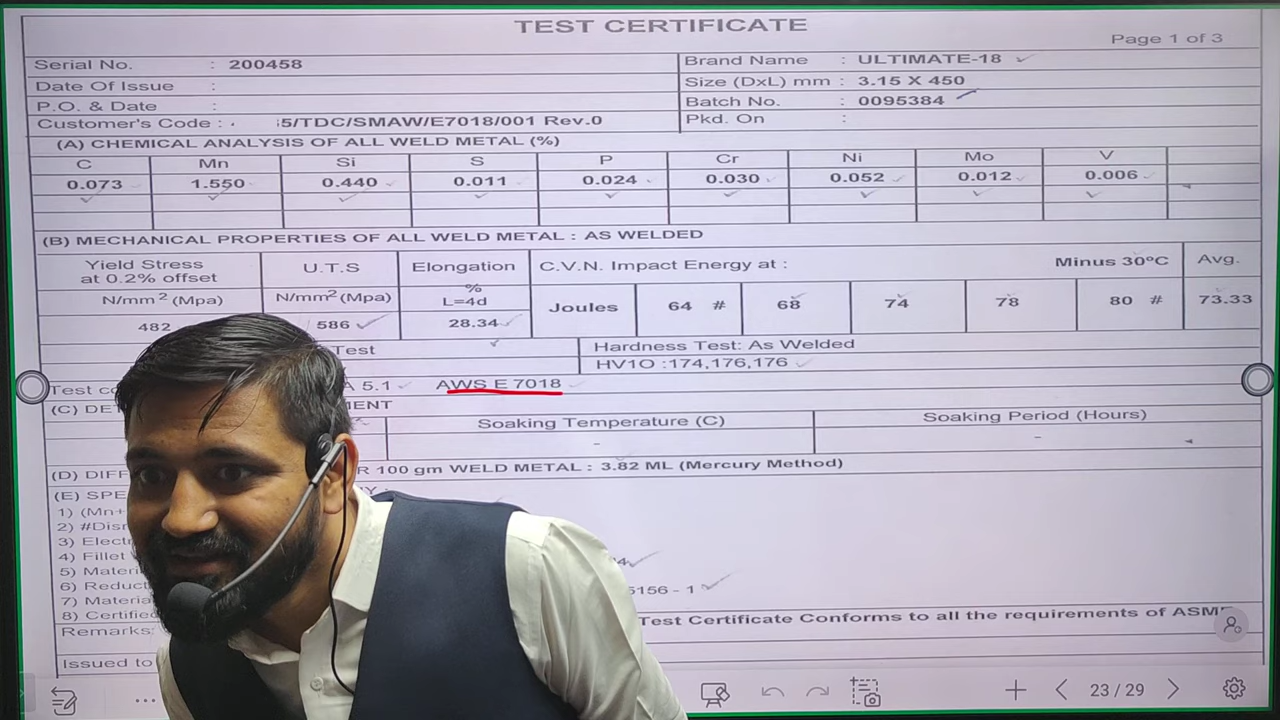 TEST CERTIFICATE
Page 1 of 3
Serial No. : 200458
Brand Name : ULTIMATE-18
Date Of Issue :
Size (DxL) mm : 3.15 X 450
P.O. & Date :
Batch No. : 0095384
Customer's Code : 5/TDC/SMAW/E7018/001 Rev.0
Pkd. On :
(A) CHEMICAL ANALYSIS OF ALL WELD METAL (%)
C Mn Si S P Cr Ni Mo V
0.073 1.550 0.440 0.011 0.024 0.030 0.052 0.012 0.006
(B) MECHANICAL PROPERTIES OF ALL WELD METAL : AS WELDED
Yield Stress at 0.2% offset U.T.S Elongation C.V.N. Impact Energy at : Minus 30ºC Avg.
N/mm² (Mpa) N/mm² (Mpa) % L=4d
Joules 64 # 68 74 78 80 # 73.33
482 586 28.34
Test Hardness Test: As Welded
HV1O :174,176,176
Test A 5.1 AWS E 7018
(C) MENT
Soaking Temperature (C) Soaking Period (Hours)
- -
(D) DIFF R 100 gm WELD METAL : 3.82 ML (Mercury Method)
(E) SPE
1) (Mn+
2) #Dis
3) Elect
4) Fillet
5) Materi
6) Reduct 5156 - 1
7) Materia
8) Certifie
Remarks: Test Certificate Conforms to all the requirements of ASM
Issued to
23 / 29